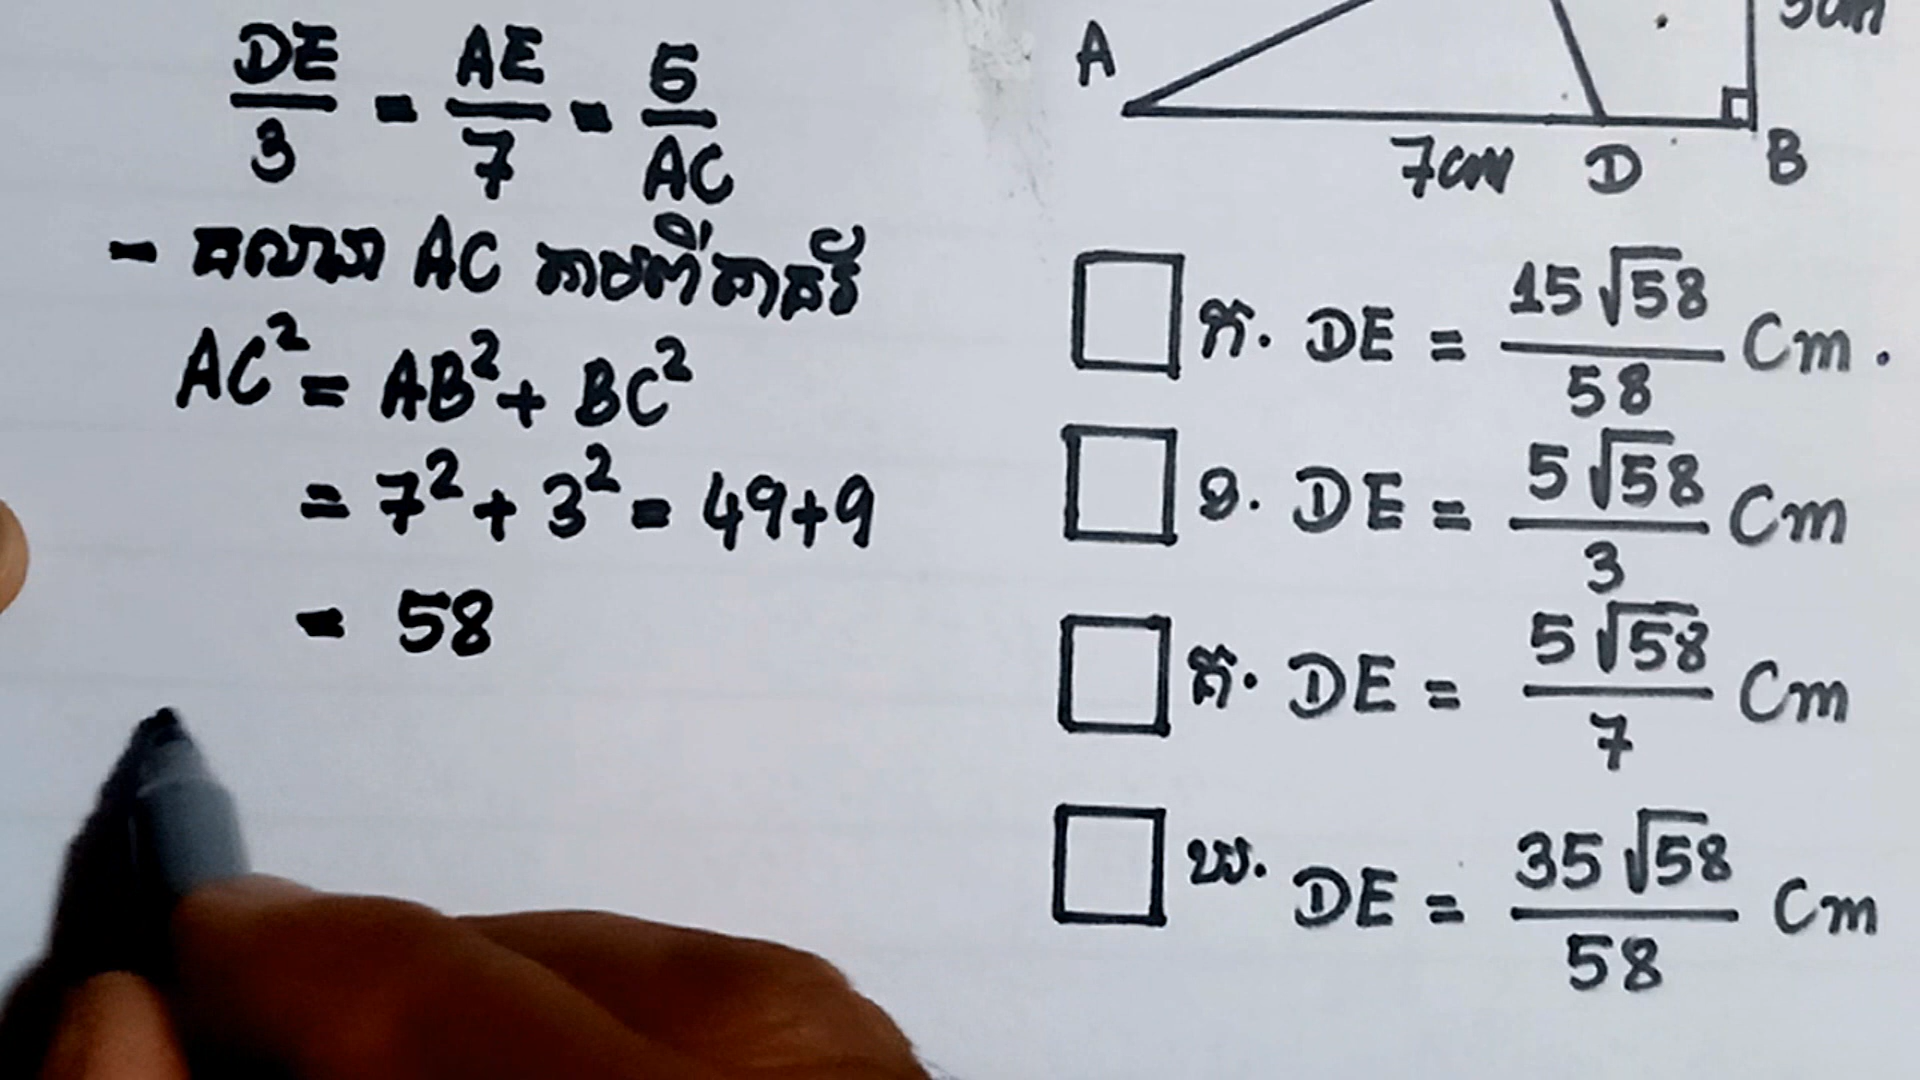 DE/3 = AE/7 = 5/AC
- គណនា AC តាមពីតាគ័រ
AC² = AB² + BC²
= 7² + 3² = 49+9
= 58
A
3cm
7cm D B
ក. DE = 15√58/58 Cm.
ខ. DE = 5√58/3 Cm
គ. DE = 5√58/7 Cm
ឃ. DE = 35√58/58 Cm